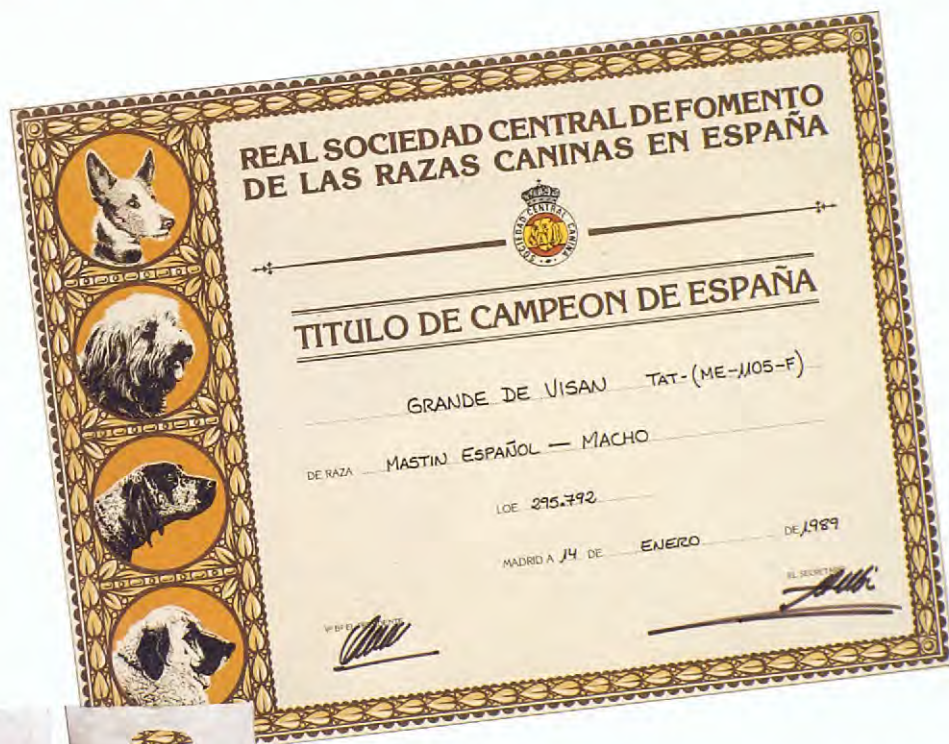 REAL SOCIEDAD CENTRAL DE FOMENTO
DE LAS RAZAS CANINAS EN ESPAÑA
SOCIEDAD CENTRAL CANINA
TITULO DE CAMPEON DE ESPAÑA
GRANDE DE VISAN TAT-(ME-1105-F)
DE RAZA MASTIN ESPAÑOL — MACHO
LOE 295.792
MADRID A 14 DE ENERO DE 1989
EL SECRETARIO